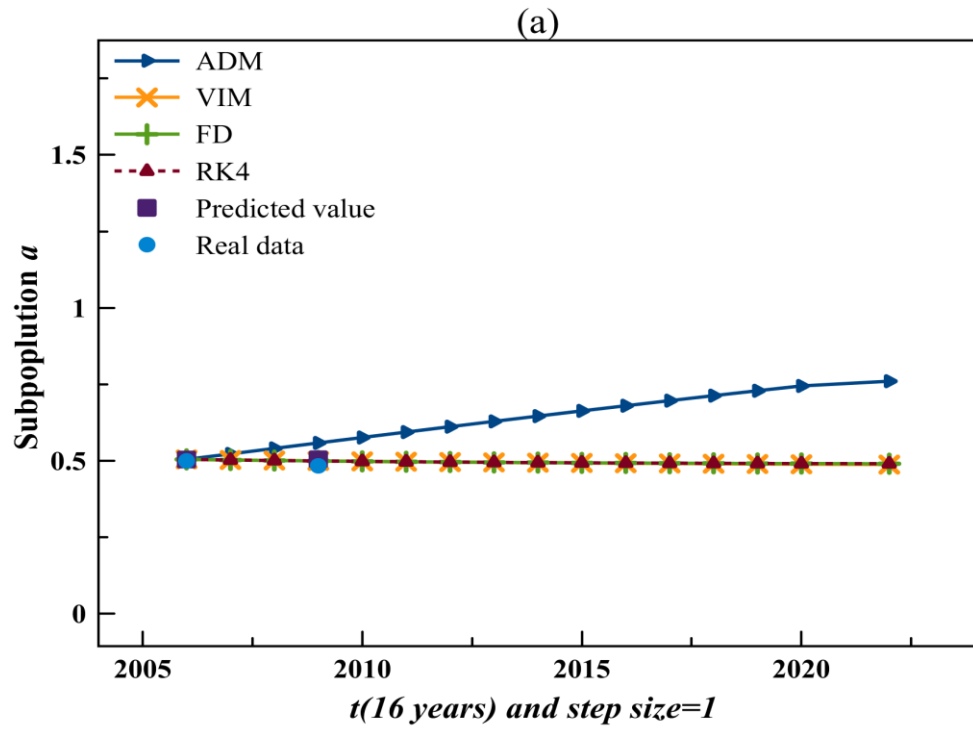 (a)
ADM
VIM
FD
RK4
Predicted value
Real data
1.5
1
0.5
0
Subpoplution a
2005 2010 2015 2020
t(16 years) and step size=1